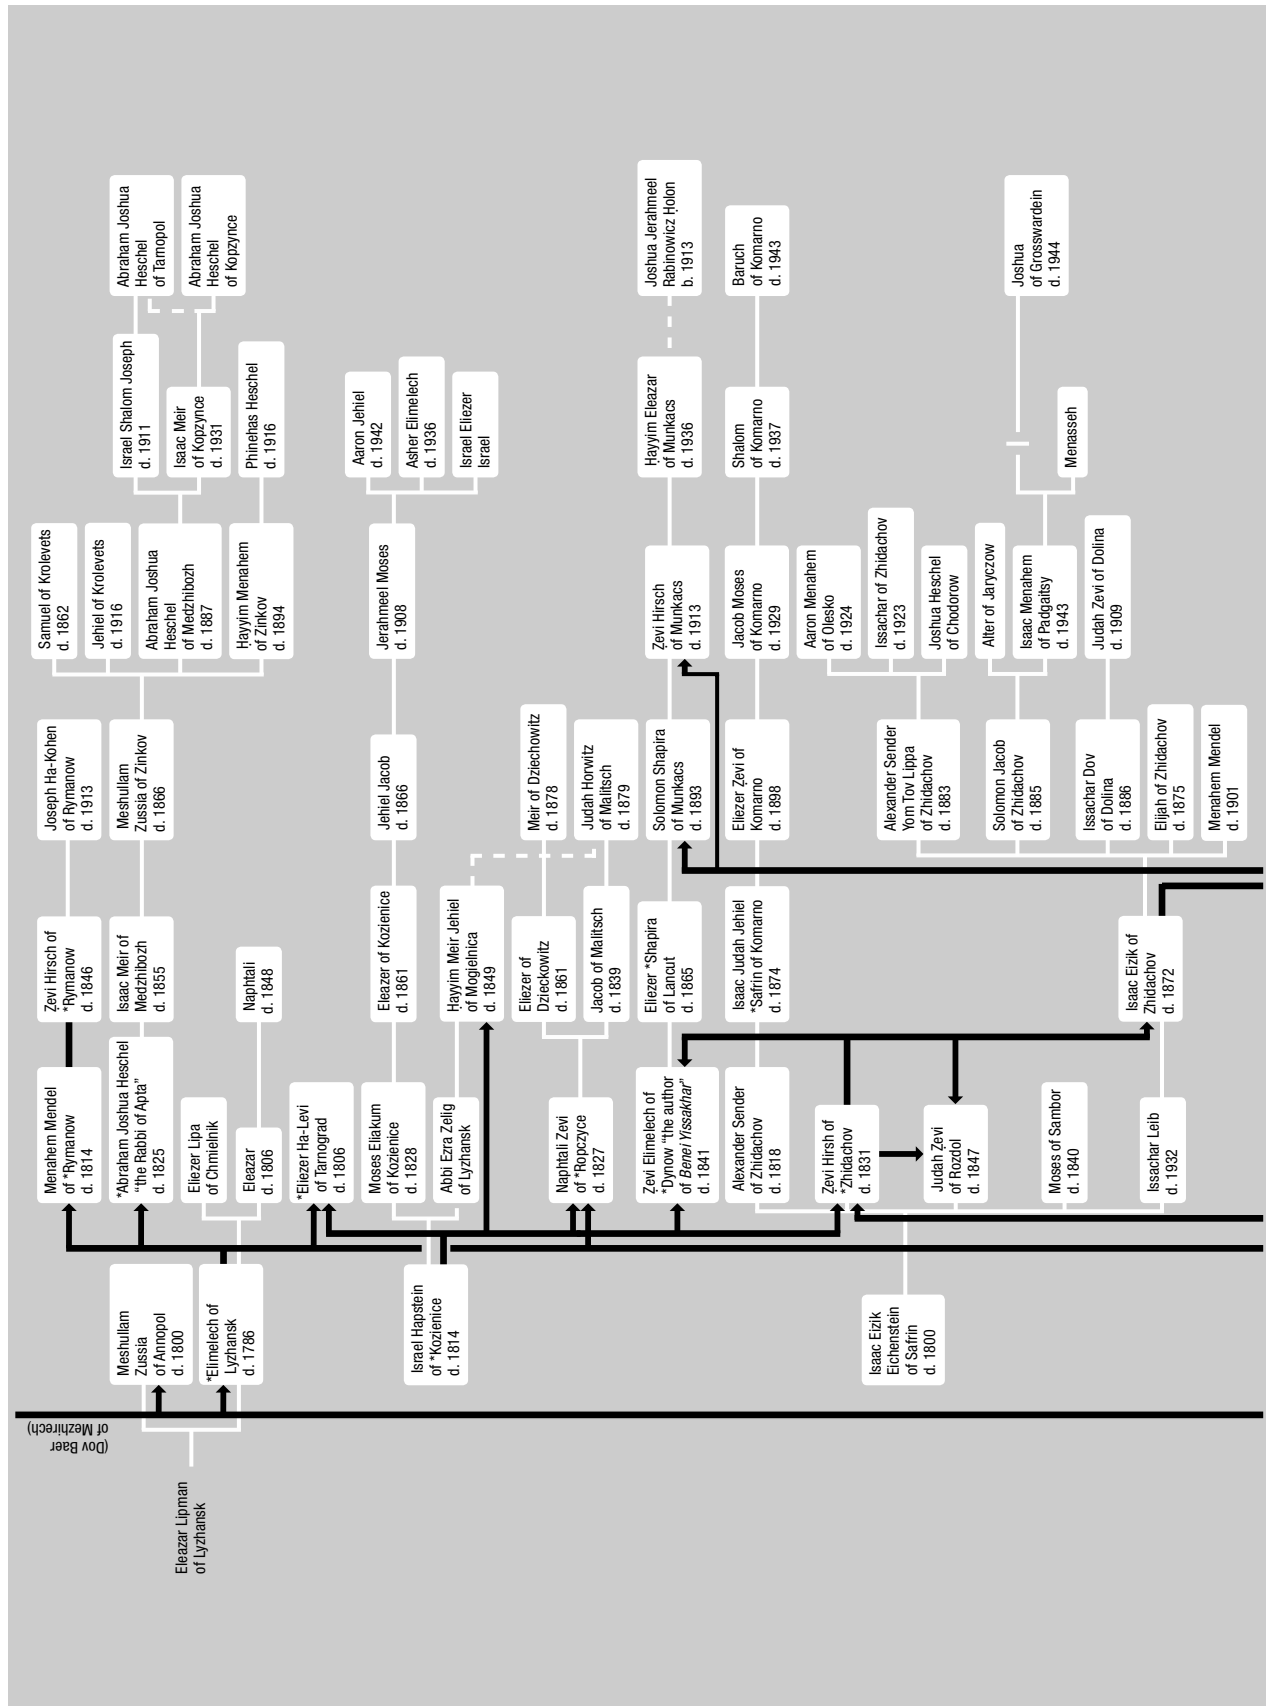 Eleazar Lipman
of Lyzhansk
(Dov Baer
of Mezhirech)
Meshullam
Zussia
of Annopol
d. 1800
*Elimelech of
Lyzhansk
d. 1786
Israel Hapstein
of *Kozienice
d. 1814
Isaac Eizik
Eichenstein
of Safrin
d. 1800
Menahem Mendel
of *Rymanow
d. 1814
*Abraham Joshua Heschel
“the Rabbi of Apta”
d. 1825
Eliezer Lipa
of Chmielnik
Eleazar
d. 1806
*Eliezer Ha-Levi
of Tarnograd
d. 1806
Moses Eliakum
of Kozienice
d. 1828
Abbi Ezra Zelig
of Lyzhansk
Naphtali Zevi
of *Ropczyce
d. 1827
Ẓevi Elimelech of
*Dynow “the author
of Benei Yissakhar”
d. 1841
Alexander Sender
of Zhidachov
d. 1818
Ẓevi Hirsh of
*Zhidachov
d. 1831
Judah Ẓevi
of Rozdol
d. 1847
Moses of Sambor
d. 1840
Issachar Leib
d. 1932
Ẓevi Hirsch of
*Rymanow
d. 1846
Isaac Meir of
Medzhibozh
d. 1855
Naphtali
d. 1848
Eleazer of Kozienice
d. 1861
Ḥayyim Meir Jehiel
of Mogielnica
d. 1849
Eliezer of
Dzieckowitz
d. 1861
Jacob of Malitsch
d. 1839
Eliezer *Shapira
of Lancut
d. 1865
Isaac Judah Jehiel
*Safrin of Komarno
d. 1874
Isaac Eizik of
Zhidachov
d. 1872
Joseph Ha-Kohen
of Rymanow
d. 1913
Meshullam
Zussia of Zinkov
d. 1866
Jehiel Jacob
d. 1866
Meir of Dziechowitz
d. 1878
Judah Horwitz
of Malitsch
d. 1879
Solomon Shapira
of Munkacs
d. 1893
Eliezer Ẓevi of
Komarno
d. 1898
Alexander Sender
Yom Tov Lippa
of Zhidachov
d. 1883
Solomon Jacob
of Zhidachov
d. 1885
Issachar Dov
of Dolina
d. 1886
Elijah of Zhidachov
d. 1875
Menahem Mendel
d. 1901
Samuel of Krolevets
d. 1862
Jehiel of Krolevets
d. 1916
Abraham Joshua
Heschel
of Medzhibozh
d. 1887
Ḥayyim Menahem
of Zinkov
d. 1894
Jerahmeel Moses
d. 1908
Ẓevi Hirsch
of Munkacs
d. 1913
Jacob Moses
of Komarno
d. 1929
Aaron Menahem
of Olesko
d. 1924
Issachar of Zhidachov
d. 1923
Joshua Heschel
of Chodorow
Alter of Jaryczow
Isaac Menahem
of Padgaitsy
d. 1943
Judah Zevi of Dolina
d. 1909
Israel Shalom Joseph
d. 1911
Isaac Meir
of Kopzynce
d. 1931
Phinehas Heschel
d. 1916
Aaron Jehiel
d. 1942
Asher Elimelech
d. 1936
Israel Eliezer
Israel
Ḥayyim Eleazar
of Munkacs
d. 1936
Shalom
of Komarno
d. 1937
Menasseh
Abraham Joshua
Heschel
of Tarnopol
Abraham Joshua
Heschel
of Kopzynce
Joshua Jerahmeel
Rabinowicz Ḥolon
b. 1913
Baruch
of Komarno
d. 1943
Joshua
of Grosswardein
d. 1944